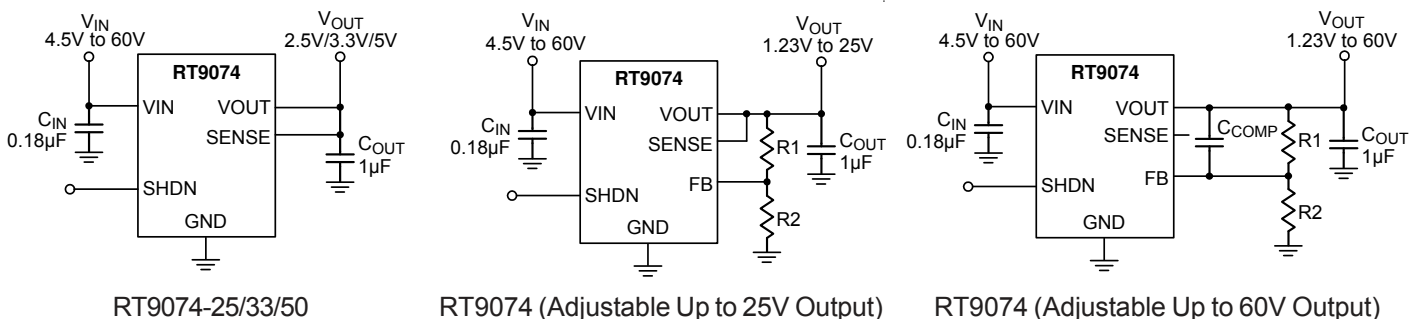 VIN
4.5V to 60V
VOUT
2.5V/3.3V/5V
RT9074
VIN
VOUT
SENSE
SHDN
GND
CIN
0.18µF
COUT
1µF
RT9074-25/33/50
VIN
4.5V to 60V
VOUT
1.23V to 25V
RT9074
VIN
VOUT
SENSE
FB
SHDN
GND
CIN
0.18µF
R1
R2
COUT
1µF
RT9074 (Adjustable Up to 25V Output)
VIN
4.5V to 60V
VOUT
1.23V to 60V
RT9074
VIN
VOUT
SENSE
FB
SHDN
GND
CIN
0.18µF
CCOMP
R1
R2
COUT
1µF
RT9074 (Adjustable Up to 60V Output)